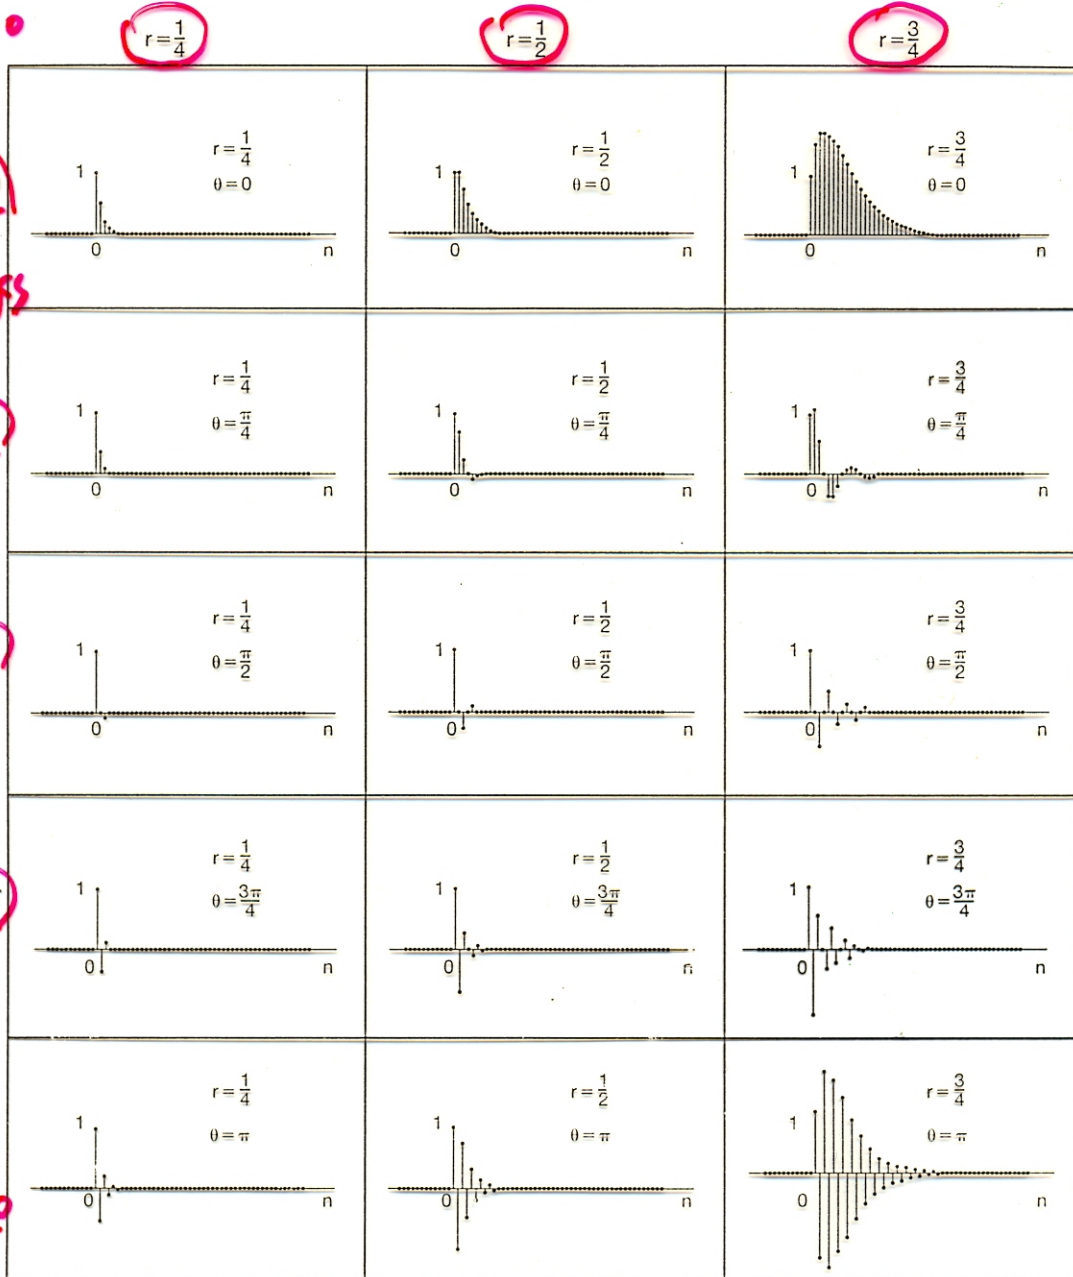 r=1/4 r=1/2 r=3/4
r=1/4 r=1/2 r=3/4
1 θ=0 1 θ=0 1 θ=0
0 n 0 n 0 n
r=1/4 r=1/2 r=3/4
1 θ=π/4 1 θ=π/4 1 θ=π/4
0 n 0 n 0 n
r=1/4 r=1/2 r=3/4
1 θ=π/2 1 θ=π/2 1 θ=π/2
0 n 0 n 0 n
r=1/4 r=1/2 r=3/4
1 θ=3π/4 1 θ=3π/4 1 θ=3π/4
0 n 0 n 0 n
r=1/4 r=1/2 r=3/4
1 θ=π 1 θ=π 1 θ=π
0 n 0 n 0 n